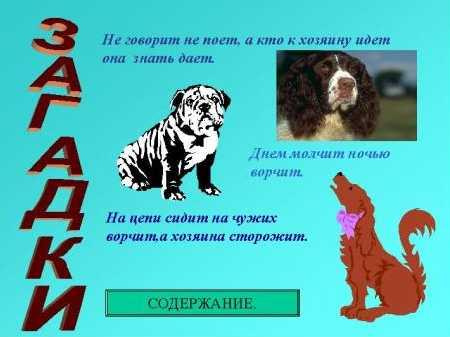 ЗАГАДКИ
Не говорит не поет, а кто к хозяину идет
она знать дает.
Днем молчит ночью
ворчит.
На цепи сидит на чужих
ворчит,а хозяина сторожит.
СОДЕРЖАНИЕ.